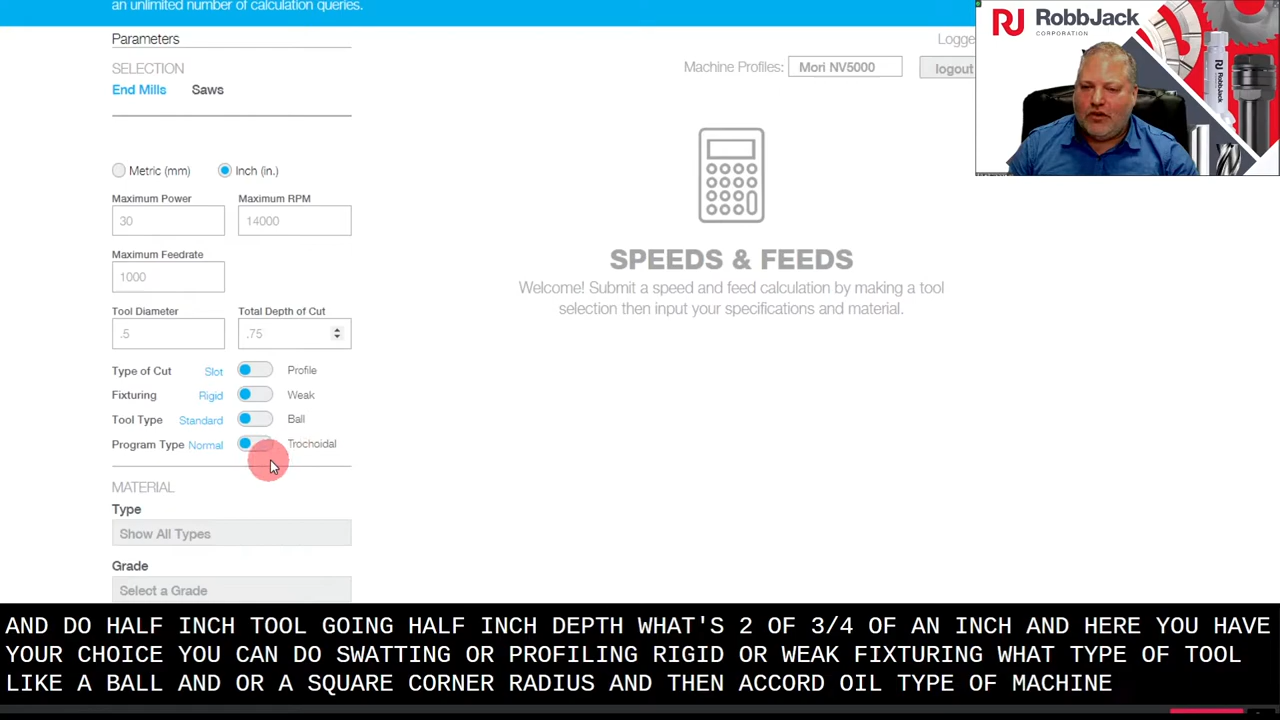 an unlimited number of calculation queries.
Parameters
SELECTION
End Mills Saws
Metric (mm) Inch (in.)
Maximum Power Maximum RPM
30 14000
Maximum Feedrate
1000
Tool Diameter Total Depth of Cut
.5 .75
Type of Cut Slot Profile
Fixturing Rigid Weak
Tool Type Standard Ball
Program Type Normal Trochoidal
MATERIAL
Type
Show All Types
Grade
Select a Grade
Logge
Machine Profiles: Mori NV5000 logout
SPEEDS & FEEDS
Welcome! Submit a speed and feed calculation by making a tool
selection then input your specifications and material.
RJ RobbJack
CORPORATION
RJ RobbJack
AND DO HALF INCH TOOL GOING HALF INCH DEPTH WHAT'S 2 OF 3/4 OF AN INCH AND HERE YOU HAVE
YOUR CHOICE YOU CAN DO SWATTING OR PROFILING RIGID OR WEAK FIXTURING WHAT TYPE OF TOOL
LIKE A BALL AND OR A SQUARE CORNER RADIUS AND THEN ACCORD OIL TYPE OF MACHINE